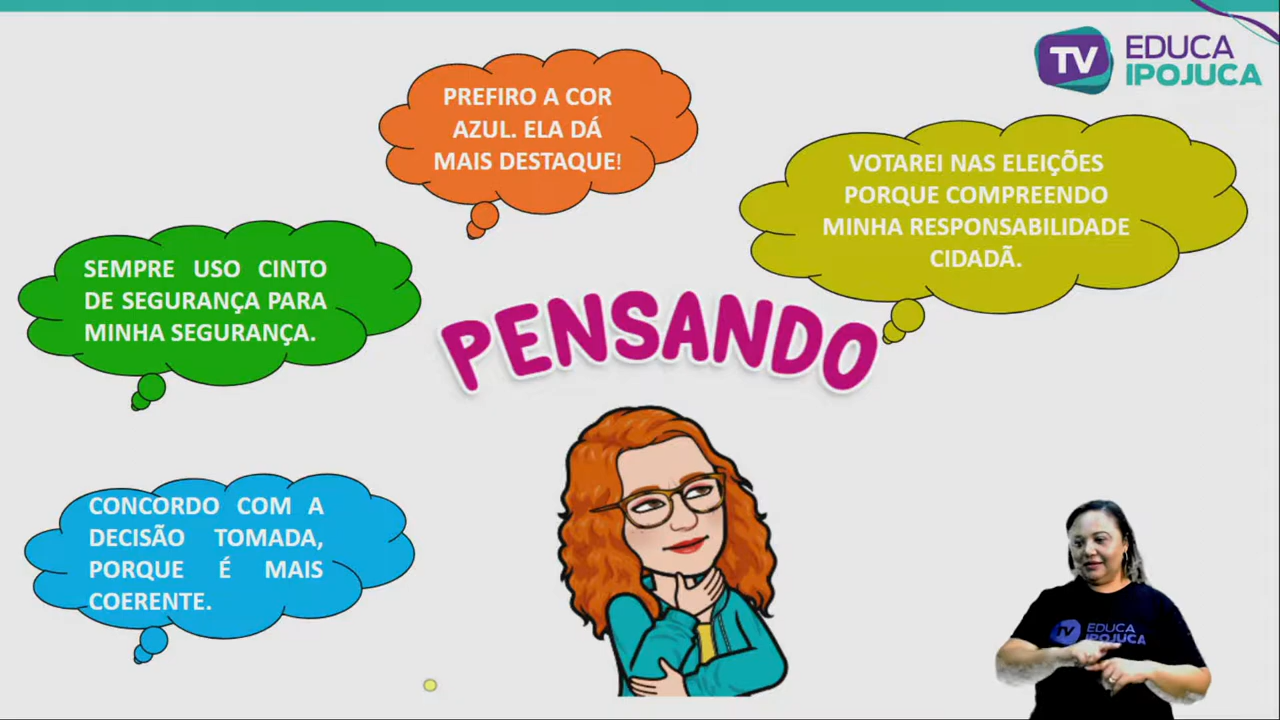 TV EDUCA
IPOJUCA
PREFIRO A COR
AZUL. ELA DÁ
MAIS DESTAQUE!
VOTAREI NAS ELEIÇÕES
PORQUE COMPREENDO
MINHA RESPONSABILIDADE
CIDADÃ.
SEMPRE USO CINTO
DE SEGURANÇA PARA
MINHA SEGURANÇA.
PENSANDO
CONCORDO COM A
DECISÃO TOMADA,
PORQUE É MAIS
COERENTE.
TV EDUCA
IPOJUCA